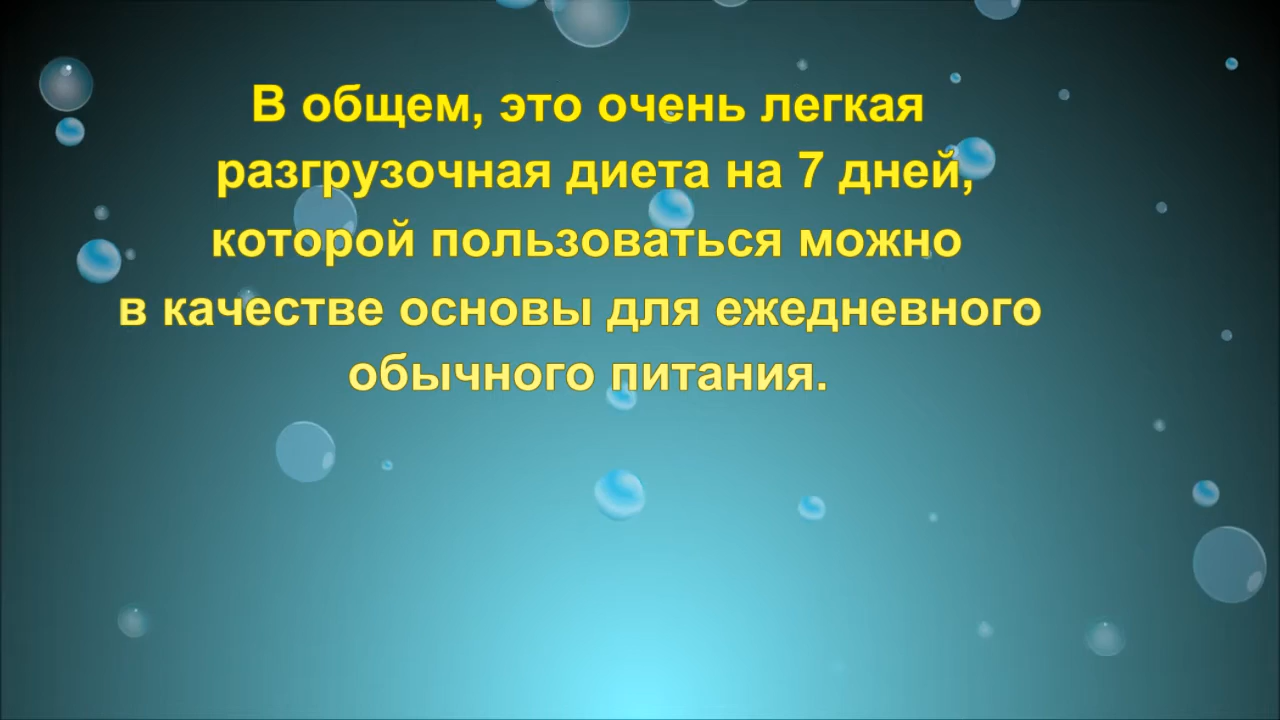 В общем, это очень легкая
разгрузочная диета на 7 дней,
которой пользоваться можно
в качестве основы для ежедневного
обычного питания.